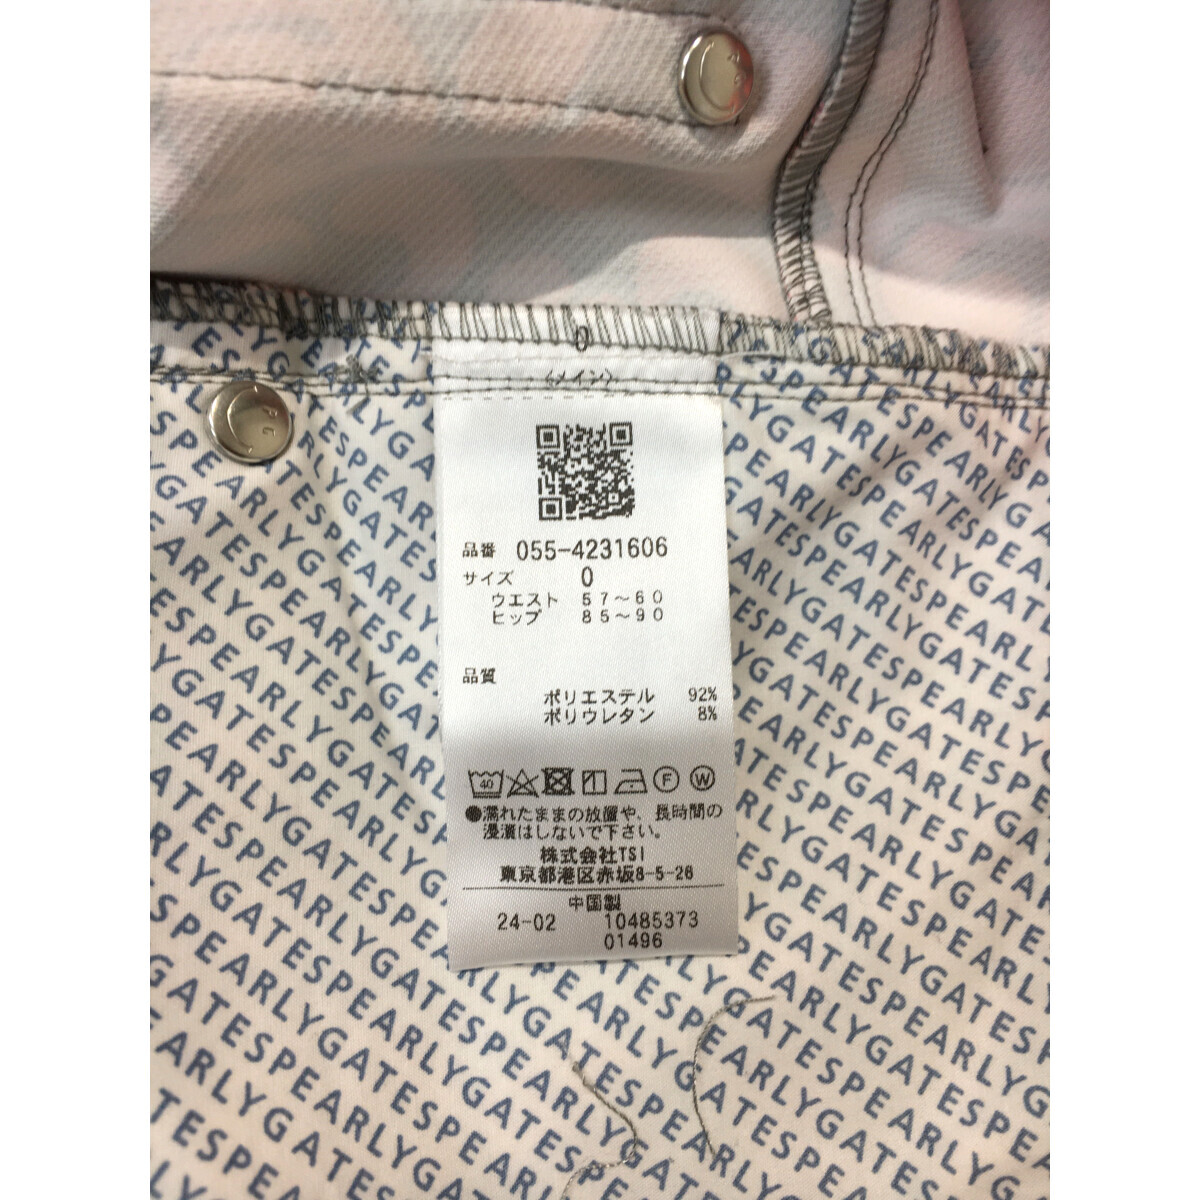 0
〈メイン〉
品番 055-4231606
サイズ 0
ウエスト 57～60
ヒップ 85～90
品質
ポリエステル 92%
ポリウレタン 8%
40 F W
●濡れたままの放置や、長時間の
浸漬はしないで下さい。
株式会社TSI
東京都港区赤坂8-5-26
中国製
24-02 10485373
01496
PEARLYGATES